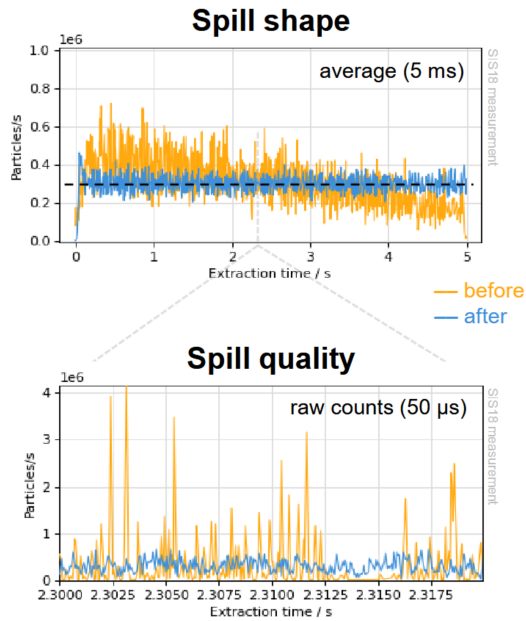 Spill shape
1e6
average (5 ms)
SIS18 measurement
1.0
0.8
0.6
0.4
0.2
0.0
Particles/s
0 1 2 3 4 5
Extraction time / s
before
after
Spill quality
1e6
raw counts (50 µs)
SIS18 measurement
4
3
2
1
0
Particles/s
2.3000 2.3025 2.3050 2.3075 2.3100 2.3125 2.3150 2.3175
Extraction time / s